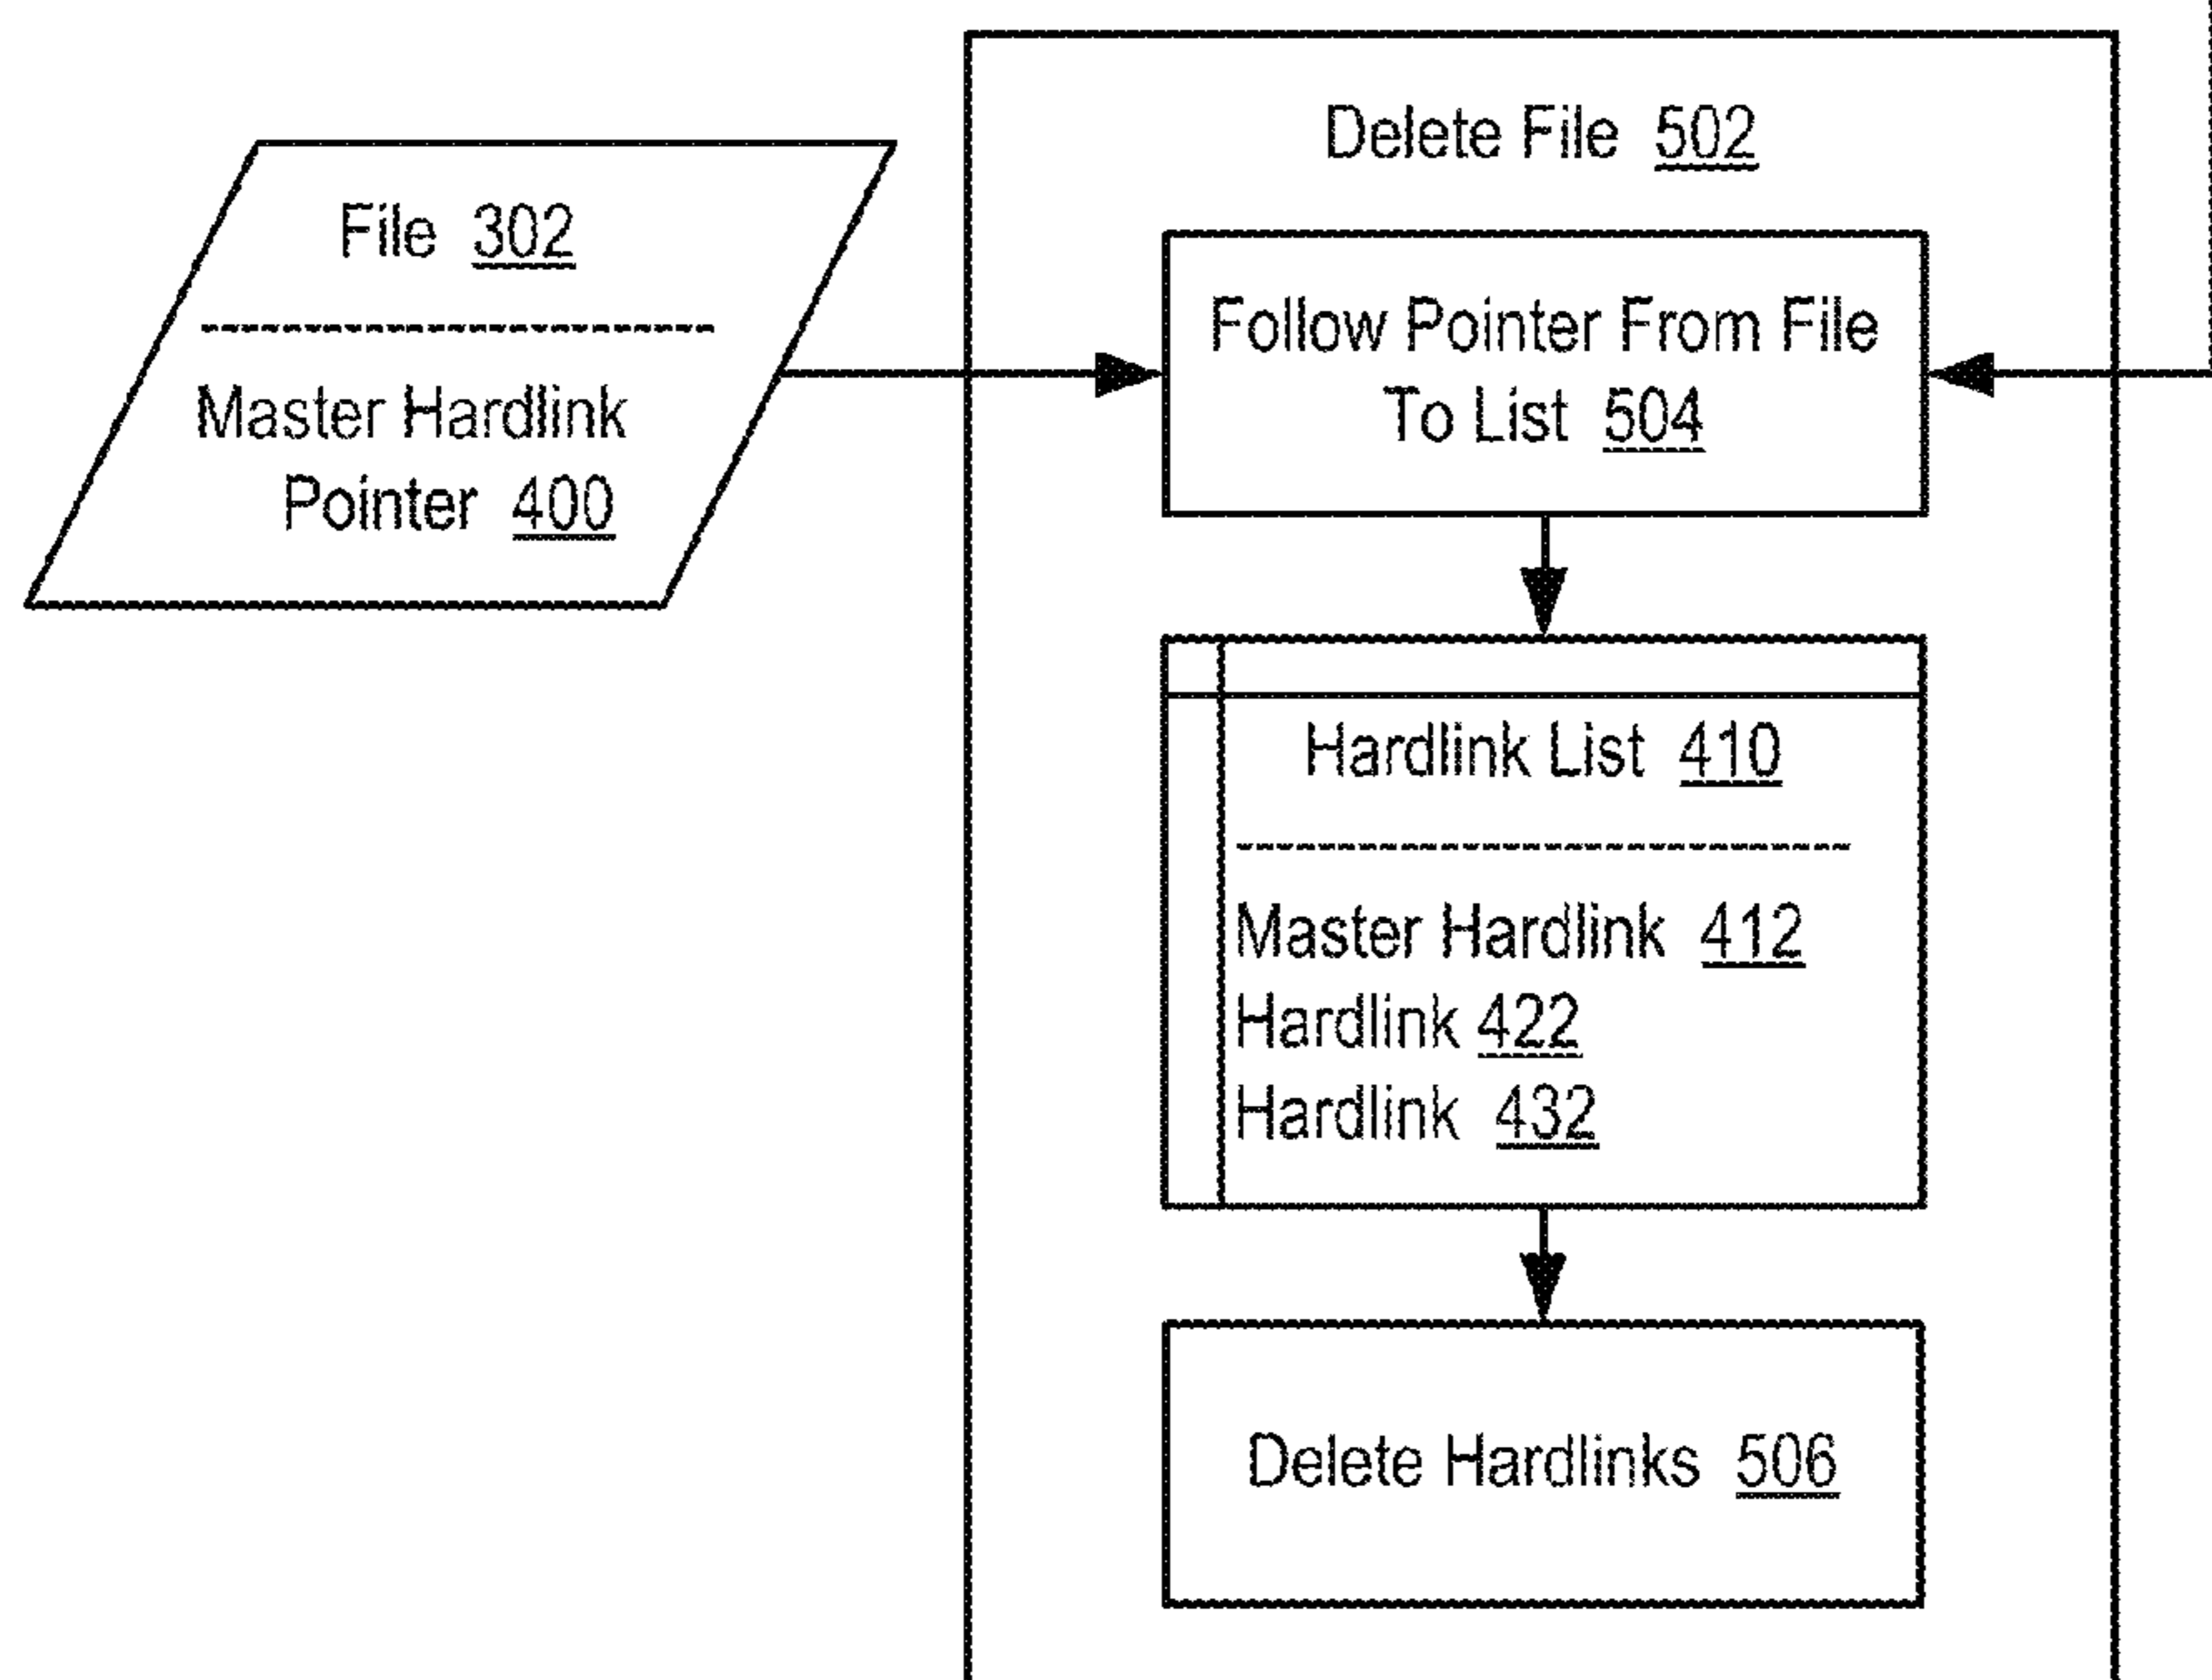 File 302
Master Hardlink
Pointer 400
Delete File 502
Follow Pointer From File
To List 504
Hardlink List 410
Master Hardlink 412
Hardlink 422
Hardlink 432
Delete Hardlinks 506